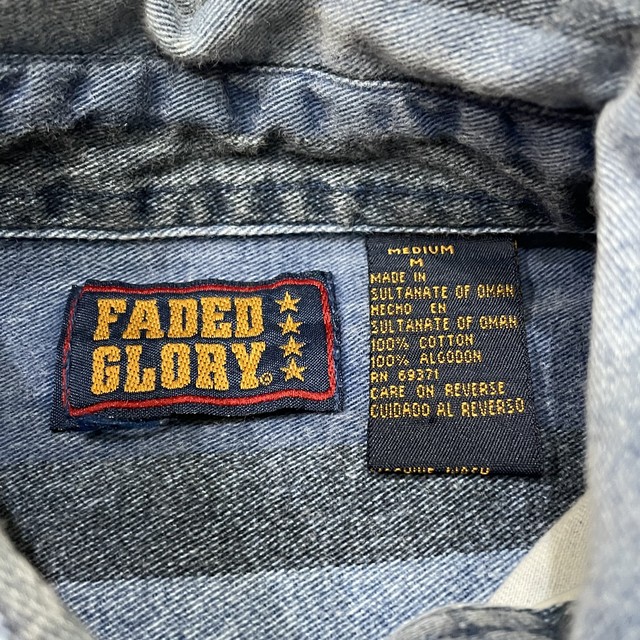 FADED
GLORY
MEDIUM
M
MADE IN
SULTANATE OF OMAN
HECHO EN
SULTANATE OF OMAN
100% COTTON
100% ALGODON
RN 69371
CARE ON REVERSE
CUIDADO AL REVERSO